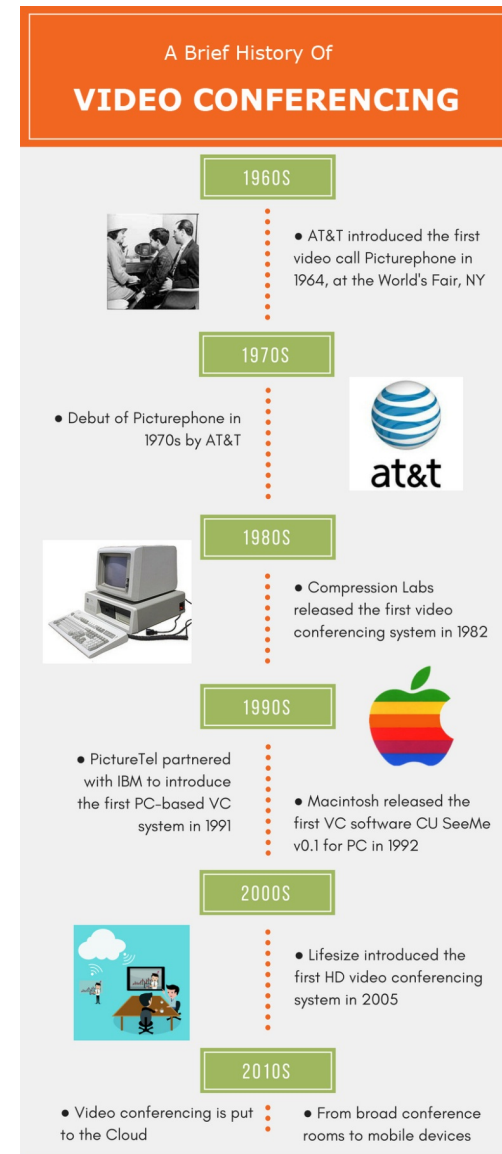 A Brief History Of
VIDEO CONFERENCING
1960S
● AT&T introduced the first
video call Picturephone in
1964, at the World's Fair, NY
1970S
● Debut of Picturephone in
1970s by AT&T
at&t
1980S
● Compression Labs
released the first video
conferencing system in 1982
1990S
● PictureTel partnered
with IBM to introduce
the first PC-based VC
system in 1991
● Macintosh released the
first VC software CU SeeMe
v0.1 for PC in 1992
2000S
● Lifesize introduced the
first HD video conferencing
system in 2005
2010S
● Video conferencing is put
to the Cloud
● From broad conference
rooms to mobile devices